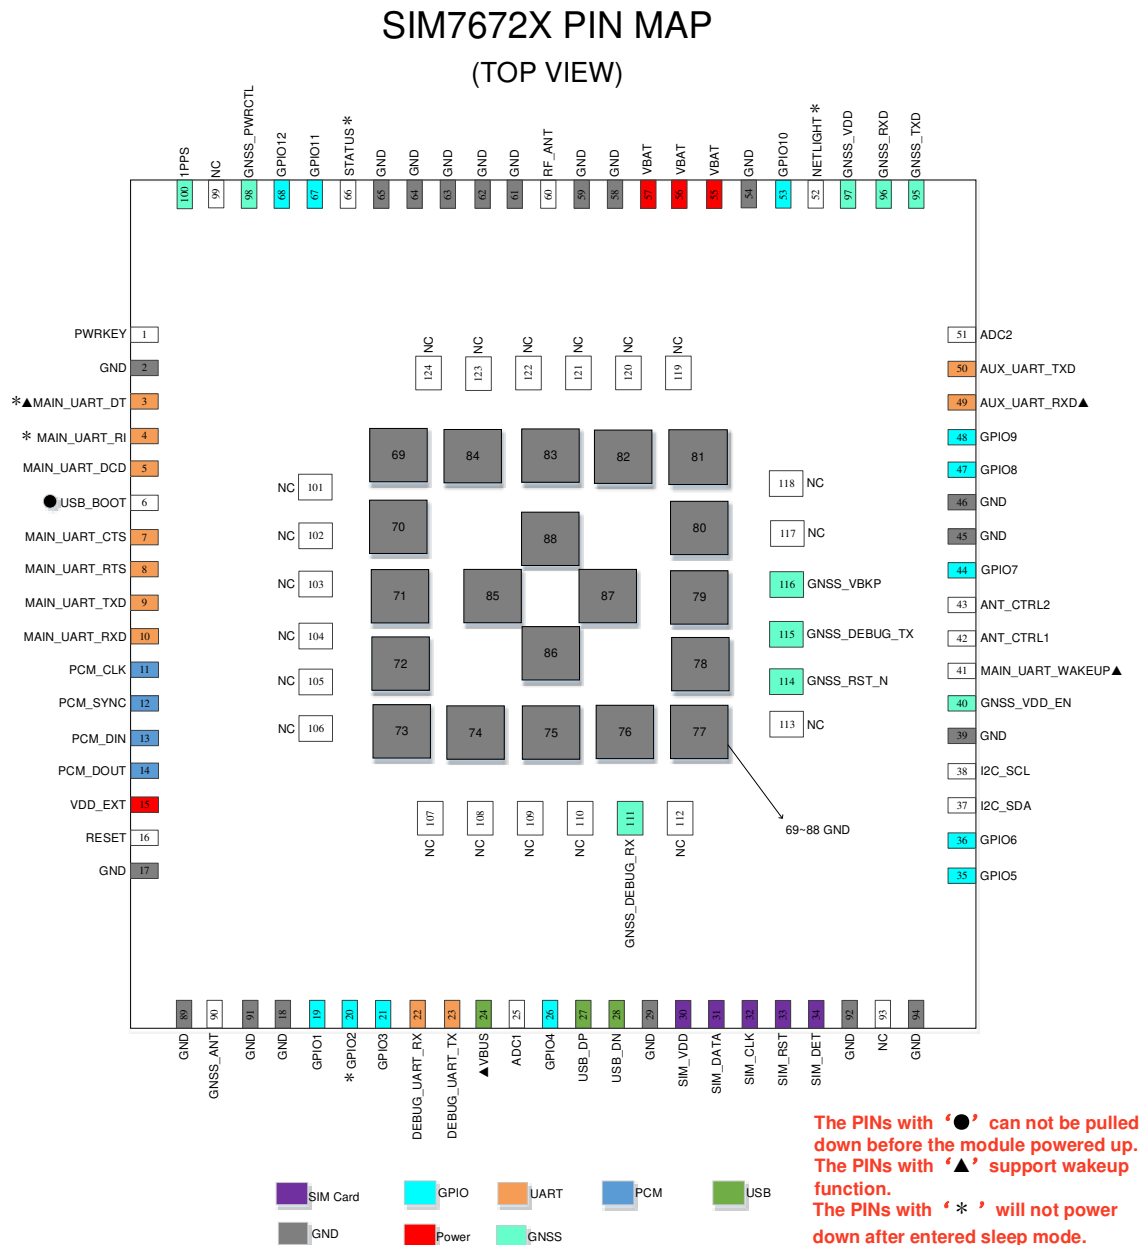 SIM7672X PIN MAP
(TOP VIEW)
1PPS NC GNSS_PWRCTL GPIO12 GPIO11 STATUS* GND GND GND GND GND RF_ANT GND GND VBAT VBAT VBAT GND GPIO10 NETLIGHT* GNSS_VDD GNSS_RXD GNSS_TXD
100 99 98 68 67 66 65 64 63 62 61 60 59 58 57 56 55 54 53 52 97 96 95
PWRKEY 1
GND 2
*▲MAIN_UART_DT 3
* MAIN_UART_RI 4
MAIN_UART_DCD 5
●USB_BOOT 6
MAIN_UART_CTS 7
MAIN_UART_RTS 8
MAIN_UART_TXD 9
MAIN_UART_RXD 10
PCM_CLK 11
PCM_SYNC 12
PCM_DIN 13
PCM_DOUT 14
VDD_EXT 15
RESET 16
GND 17
NC NC NC NC NC NC
124 123 122 121 120 119
69 84 83 82 81
70 88 80
71 85 87 79
72 86 78
73 74 75 76 77
NC 101
NC 102
NC 103
NC 104
NC 105
NC 106
118 NC
117 NC
116 GNSS_VBKP
115 GNSS_DEBUG_TX
114 GNSS_RST_N
113 NC
107 108 109 110 111 112
NC NC NC NC GNSS_DEBUG_RX NC
69~88 GND
51 ADC2
50 AUX_UART_TXD
49 AUX_UART_RXD▲
48 GPIO9
47 GPIO8
46 GND
45 GND
44 GPIO7
43 ANT_CTRL2
42 ANT_CTRL1
41 MAIN_UART_WAKEUP▲
40 GNSS_VDD_EN
39 GND
38 I2C_SCL
37 I2C_SDA
36 GPIO6
35 GPIO5
89 90 91 18 19 20 21 22 23 24 25 26 27 28 29 30 31 32 33 34 92 93 94
GND GNSS_ANT GND GND GPIO1 *GPIO2 GPIO3 DEBUG_UART_RX DEBUG_UART_TX ▲VBUS ADC1 GPIO4 USB_DP USB_DN GND SIM_VDD SIM_DATA SIM_CLK SIM_RST SIM_DET GND NC GND
The PINs with ‘●’ can not be pulled
down before the module powered up.
The PINs with ‘▲’ support wakeup
function.
The PINs with ‘ * ’ will not power
down after entered sleep mode.
SIM Card GPIO UART PCM USB
GND Power GNSS